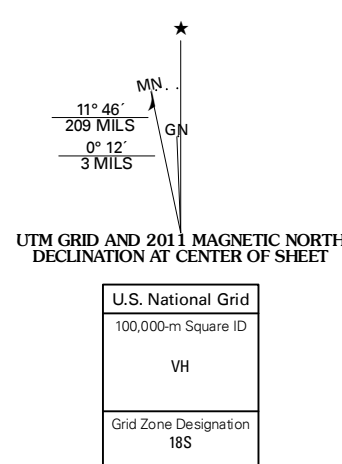 ★
MN
11° 46´
209 MILS
GN
0° 12´
3 MILS
UTM GRID AND 2011 MAGNETIC NORTH
DECLINATION AT CENTER OF SHEET
U.S. National Grid
100,000-m Square ID
VH
Grid Zone Designation
18S